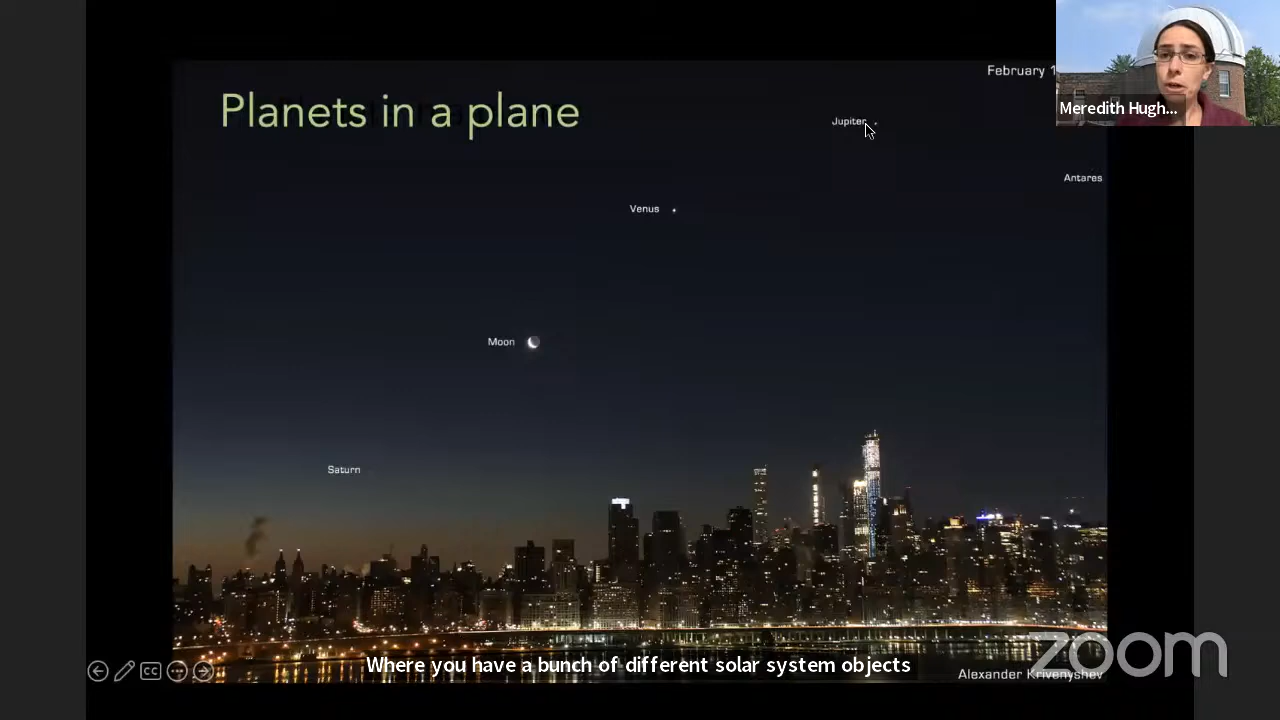 February 1
Planets in a plane
Meredith Hugh...
Jupiter
Antares
Venus
Moon
Saturn
CC
Where you have a bunch of different solar system objects
zoom
Alexander Krivenyshev